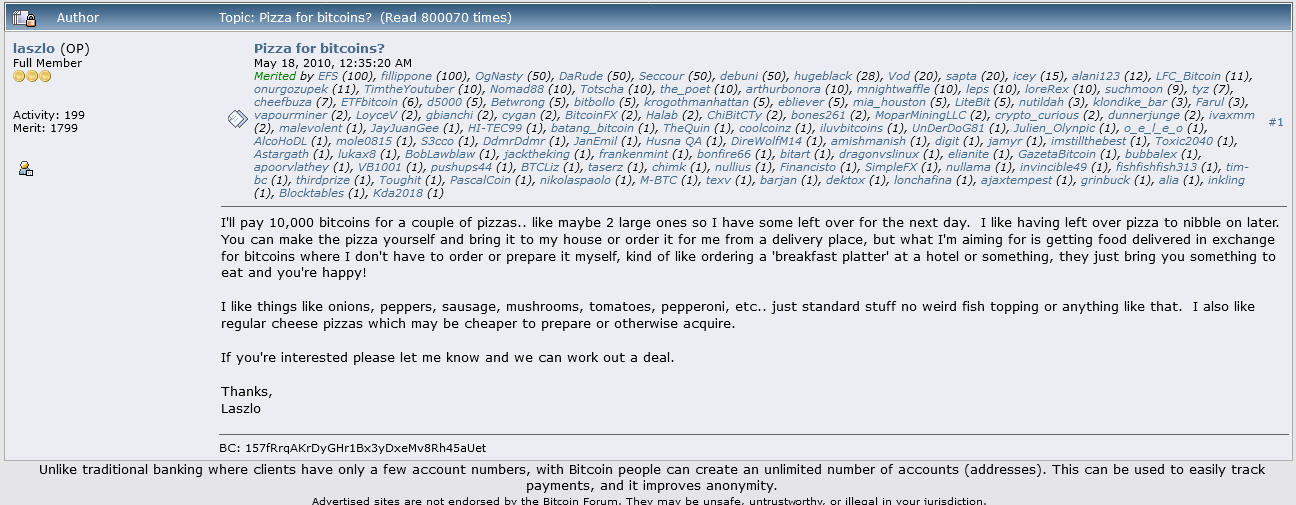 Author Topic: Pizza for bitcoins? (Read 800070 times)
laszlo (OP)
Full Member
Activity: 199
Merit: 1799
Pizza for bitcoins?
May 18, 2010, 12:35:20 AM
Merited by EFS (100), fillippone (100), OgNasty (50), DaRude (50), Seccour (50), debuni (50), hugeblack (28), Vod (20), sapta (20), icey (15), alani123 (12), LFC_Bitcoin (11),
onurgozupek (11), TimtheYoutuber (10), Nomad88 (10), Totscha (10), the_poet (10), arthurbonora (10), mnightwaffle (10), leps (10), loreRex (10), suchmoon (9), tyz (7),
cheefbuza (7), ETFbitcoin (6), d5000 (5), Betwrong (5), bitbollo (5), krogothmanhattan (5), ebliever (5), mia_houston (5), LiteBit (5), nutildah (3), klondike_bar (3), Farul (3),
vapourminer (2), LoyceV (2), gbianchi (2), cygan (2), BitcoinFX (2), Halab (2), ChiBitCTy (2), bones261 (2), MoparMiningLLC (2), crypto_curious (2), dunnerjunge (2), ivaxmm
(2), malevolent (1), JayJuanGee (1), HI-TEC99 (1), batang_bitcoin (1), TheQuin (1), coolcoinz (1), iluvbitcoins (1), UnDerDoG81 (1), Julien_Olynpic (1), o_e_l_e_o (1),
AlcoHoDL (1), mole0815 (1), S3cco (1), DdmrDdmr (1), JanEmil (1), Husna QA (1), DireWolfM14 (1), amishmanish (1), digit (1), jamyr (1), imstillthebest (1), Toxic2040 (1),
Astargath (1), lukax8 (1), BobLawblaw (1), jacktheking (1), frankenmint (1), bonfire66 (1), bitart (1), dragonvslinux (1), elianite (1), GazetaBitcoin (1), bubbalex (1),
apoorvlathey (1), VB1001 (1), pushups44 (1), BTCLiz (1), taserz (1), chimk (1), nullius (1), Financisto (1), SimpleFX (1), nullama (1), invincible49 (1), fishfishfish313 (1), tim-
bc (1), thirdprize (1), Toughit (1), PascalCoin (1), nikolaspaolo (1), M-BTC (1), texv (1), barjan (1), dektox (1), lonchafina (1), ajaxtempest (1), grinbuck (1), alia (1), inkling
(1), Blocktables (1), Kda2018 (1)
#1
I'll pay 10,000 bitcoins for a couple of pizzas.. like maybe 2 large ones so I have some left over for the next day. I like having left over pizza to nibble on later.
You can make the pizza yourself and bring it to my house or order it for me from a delivery place, but what I'm aiming for is getting food delivered in exchange
for bitcoins where I don't have to order or prepare it myself, kind of like ordering a 'breakfast platter' at a hotel or something, they just bring you something to
eat and you're happy!
I like things like onions, peppers, sausage, mushrooms, tomatoes, pepperoni, etc.. just standard stuff no weird fish topping or anything like that. I also like
regular cheese pizzas which may be cheaper to prepare or otherwise acquire.
If you're interested please let me know and we can work out a deal.
Thanks,
Laszlo
BC: 157fRrqAKrDyGHr1Bx3yDxeMv8Rh45aUet
Unlike traditional banking where clients have only a few account numbers, with Bitcoin people can create an unlimited number of accounts (addresses). This can be used to easily track
payments, and it improves anonymity.
Advertised sites are not endorsed by the Bitcoin Forum. They may be unsafe, untrustworthy, or illegal in your jurisdiction.